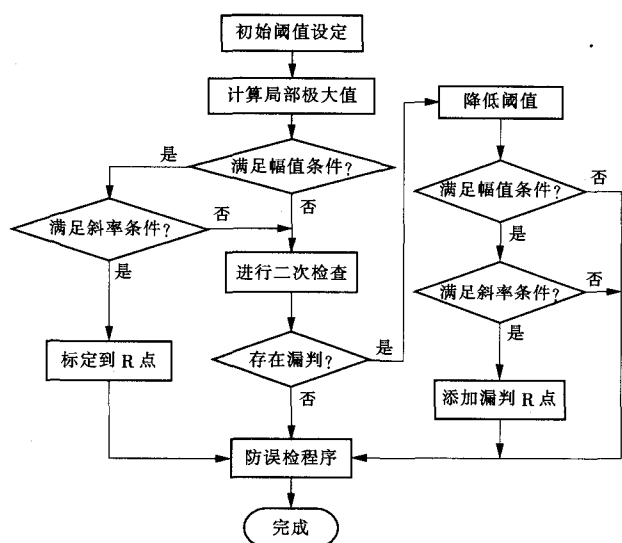 初始阈值设定
计算局部极大值
降低阈值
是
满足幅值条件？
满足幅值条件？
否
满足斜率条件？
否
否
是
进行二次检查
是
满足斜率条件？
否
标定到 R 点
存在漏判？
是
是
否
添加漏判 R 点
防误检程序
完成